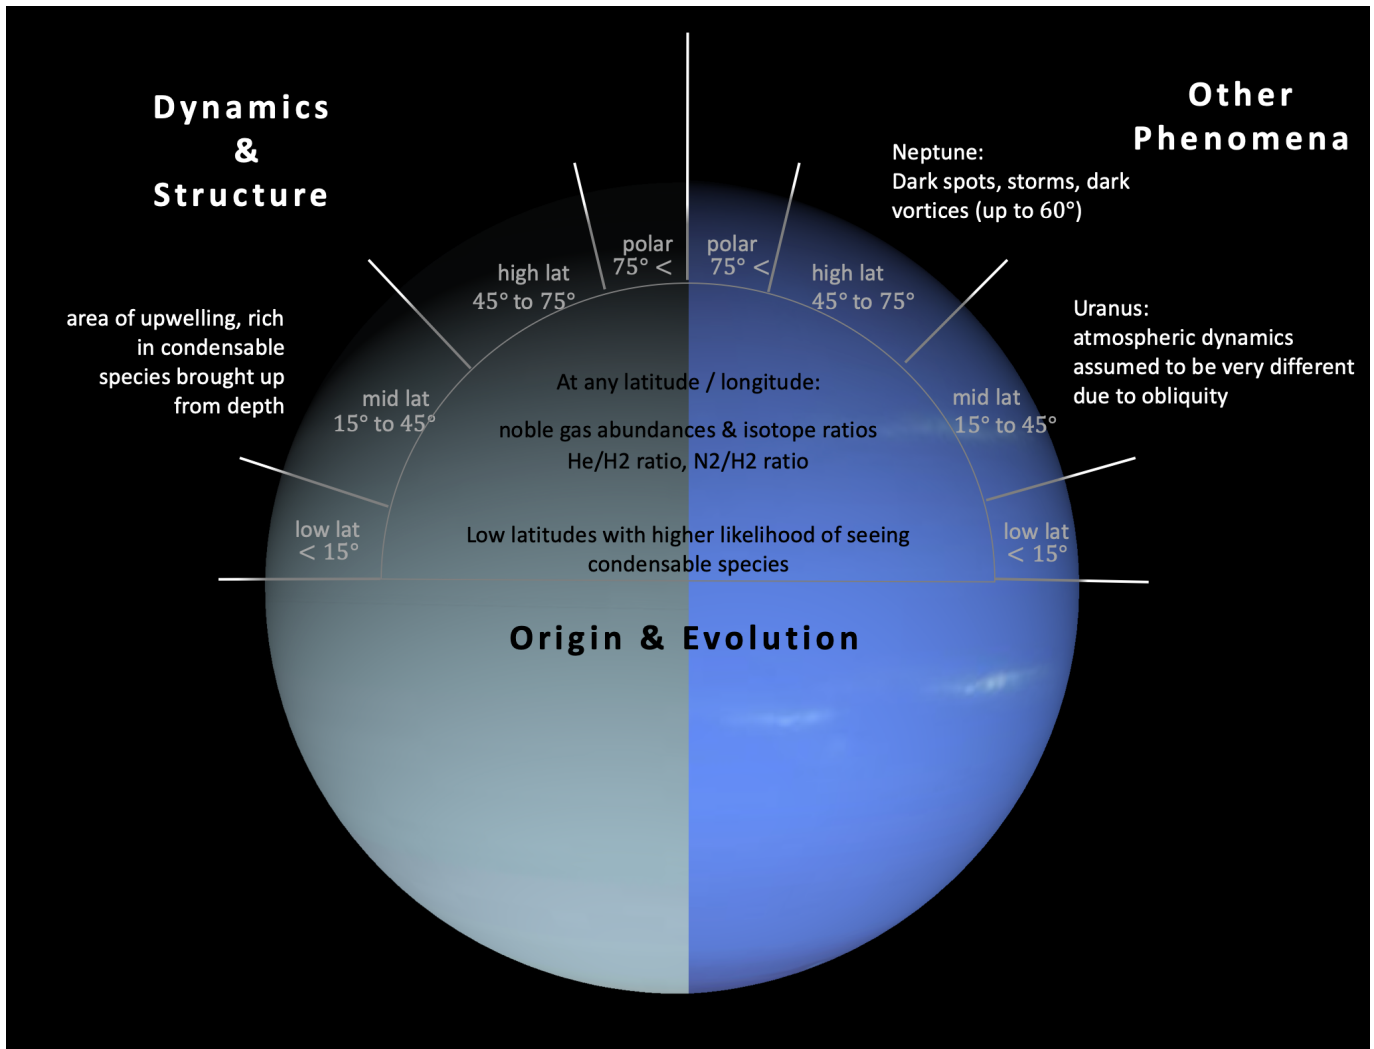 Dynamics
&
Structure
Other
Phenomena
Neptune:
Dark spots, storms, dark
vortices (up to 60°)
polar
75° <
polar
75° <
high lat
45° to 75°
high lat
45° to 75°
area of upwelling, rich
in condensable
species brought up
from depth
Uranus:
atmospheric dynamics
assumed to be very different
due to obliquity
mid lat
15° to 45°
mid lat
15° to 45°
At any latitude / longitude:
noble gas abundances & isotope ratios
He/H2 ratio, N2/H2 ratio
low lat
< 15°
low lat
< 15°
Low latitudes with higher likelihood of seeing
condensable species
Origin & Evolution